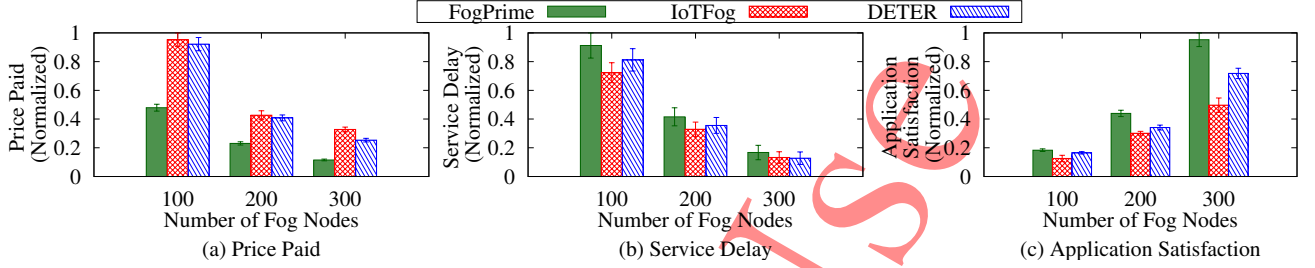 FogPrime IoTFog DETER
Price Paid
(Normalized)
1
0.8
0.6
0.4
0.2
0
100 200 300
Number of Fog Nodes
(a) Price Paid
Service Delay
(Normalized)
1
0.8
0.6
0.4
0.2
0
100 200 300
Number of Fog Nodes
(b) Service Delay
Application
Satisfaction
(Normalized)
1
0.8
0.6
0.4
0.2
0
100 200 300
Number of Fog Nodes
(c) Application Satisfaction